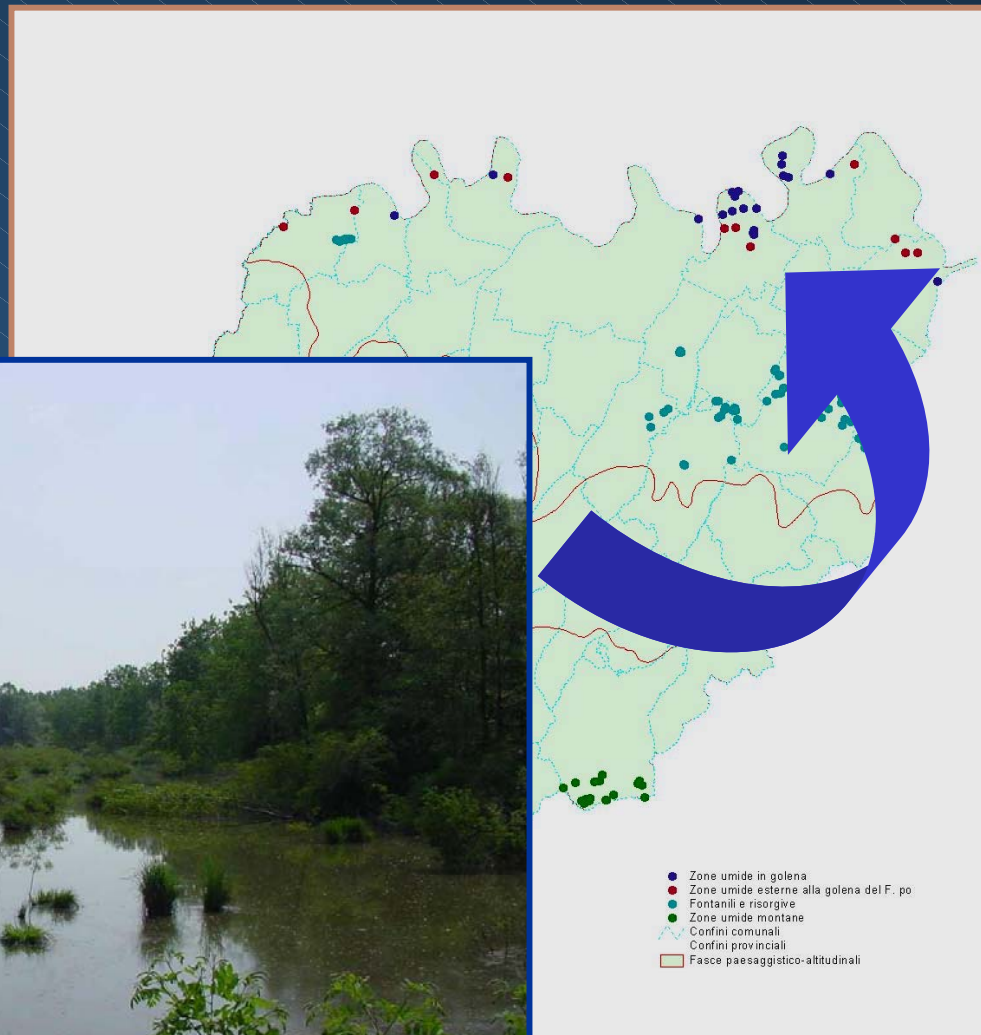 Zone umide in golena
Zone umide esterne alla golena del F. po
Fontanili e risorgive
Zone umide montane
Confini comunali
Confini provinciali
Fasce paesaggistico-altitudinali